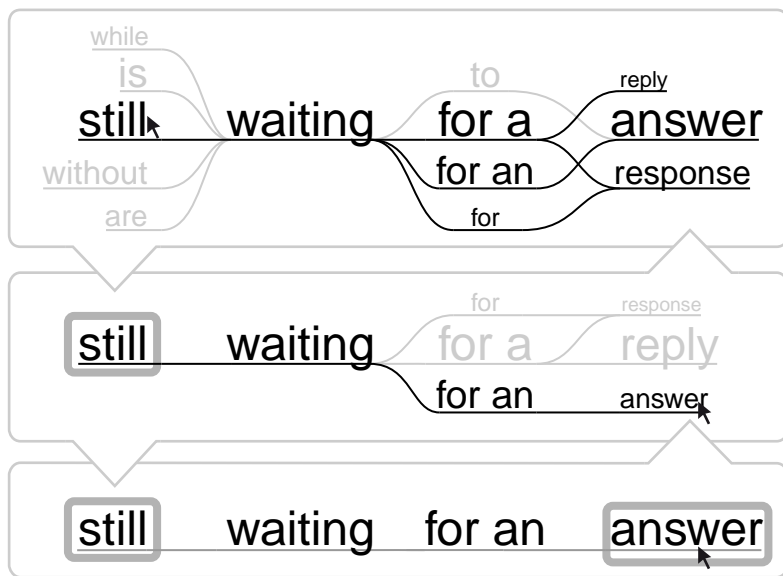 while
is to reply
still waiting for a answer
without for an response
are for
for response
still waiting for a reply
for an answer
still waiting for an answer